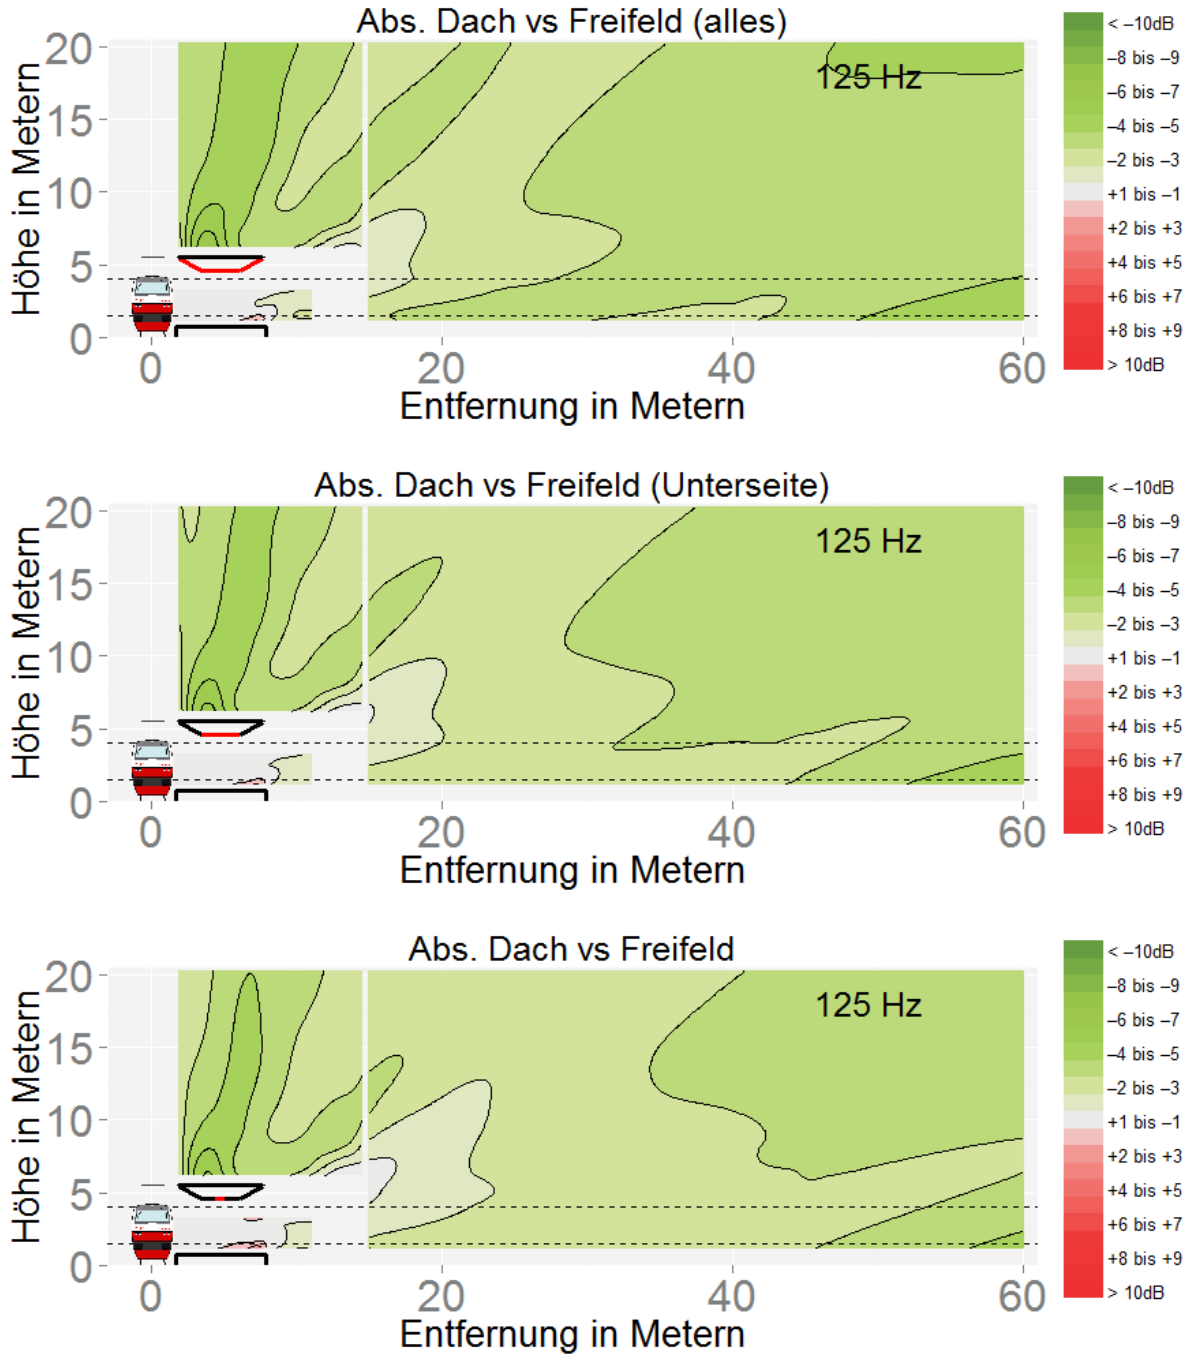 Abs. Dach vs Freifeld (alles)
Höhe in Metern
20
15
10
5
0
125 Hz
0
20
40
60
Entfernung in Metern
< –10dB
–8 bis –9
–6 bis –7
–4 bis –5
–2 bis –3
+1 bis –1
+2 bis +3
+4 bis +5
+6 bis +7
+8 bis +9
> 10dB
Abs. Dach vs Freifeld (Unterseite)
Höhe in Metern
20
15
10
5
0
125 Hz
0
20
40
60
Entfernung in Metern
< –10dB
–8 bis –9
–6 bis –7
–4 bis –5
–2 bis –3
+1 bis –1
+2 bis +3
+4 bis +5
+6 bis +7
+8 bis +9
> 10dB
Abs. Dach vs Freifeld
Höhe in Metern
20
15
10
5
0
125 Hz
0
20
40
60
Entfernung in Metern
< –10dB
–8 bis –9
–6 bis –7
–4 bis –5
–2 bis –3
+1 bis –1
+2 bis +3
+4 bis +5
+6 bis +7
+8 bis +9
> 10dB